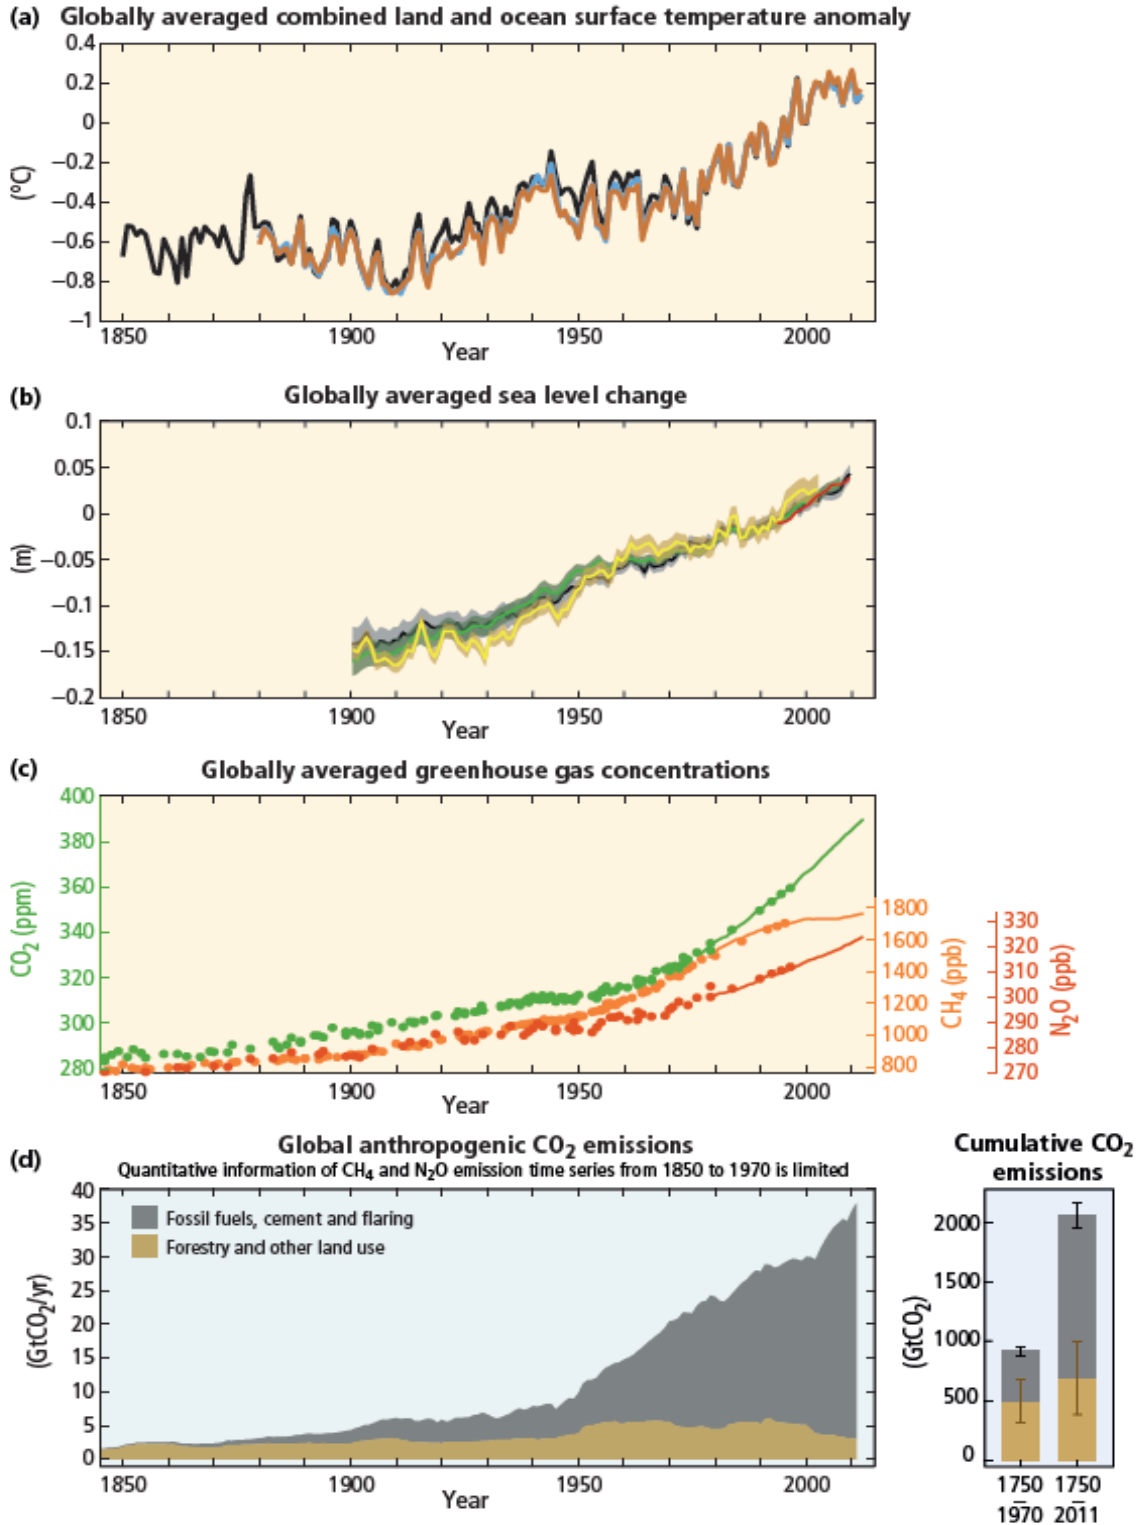 (a) Globally averaged combined land and ocean surface temperature anomaly
0.4
0.2
0
−0.2
−0.4
−0.6
−0.8
−1
(°C)
1850 1900 1950 2000
Year
(b) Globally averaged sea level change
0.1
0.05
0
−0.05
−0.1
−0.15
−0.2
(m)
1850 1900 1950 2000
Year
(c) Globally averaged greenhouse gas concentrations
400
380
360
340
320
300
280
CO₂ (ppm)
1800
1600
1400
1200
1000
800
CH₄ (ppb)
330
320
310
300
290
280
270
N₂O (ppb)
1850 1900 1950 2000
Year
(d) Global anthropogenic CO₂ emissions
Quantitative information of CH₄ and N₂O emission time series from 1850 to 1970 is limited
40
35
30
25
20
15
10
5
0
(GtCO₂/yr)
Fossil fuels, cement and flaring
Forestry and other land use
1850 1900 1950 2000
Year
Cumulative CO₂
emissions
2000
1500
1000
500
0
(GtCO₂)
1750 1750
– –
1970 2011